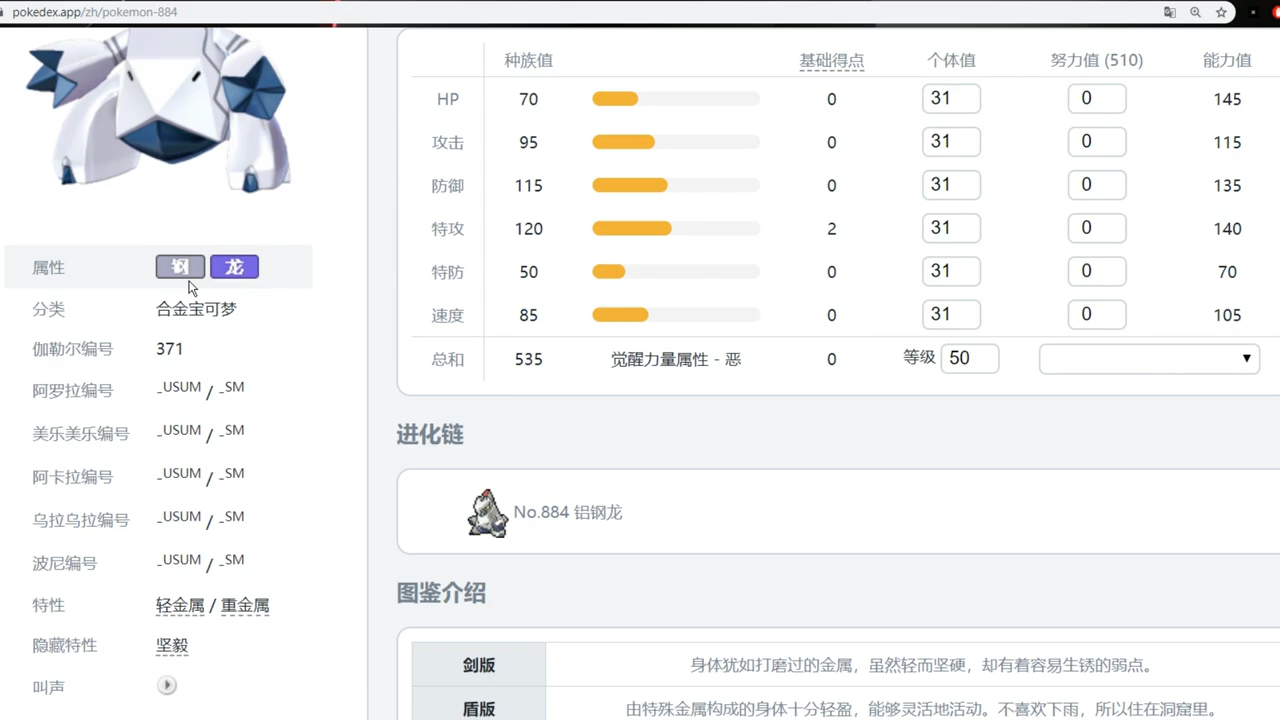 pokedex.app/zh/pokemon-884
种族值 基础得点 个体值 努力值 (510) 能力值
HP 70 0 31 0 145
攻击 95 0 31 0 115
防御 115 0 31 0 135
特攻 120 2 31 0 140
特防 50 0 31 0 70
速度 85 0 31 0 105
总和 535 觉醒力量属性 - 恶 0 等级 50
属性 钢 龙
分类 合金宝可梦
伽勒尔编号 371
阿罗拉编号 -USUM / -SM
美乐美乐编号 -USUM / -SM
阿卡拉编号 -USUM / -SM
乌拉乌拉编号 -USUM / -SM
波尼编号 -USUM / -SM
特性 轻金属 / 重金属
隐藏特性 坚毅
叫声
进化链
No.884 铝钢龙
图鉴介绍
剑版 身体犹如打磨过的金属，虽然轻而坚硬，却有着容易生锈的弱点。
盾版 由特殊金属构成的身体十分轻盈，能够灵活地活动。不喜欢下雨，所以住在洞窟里。